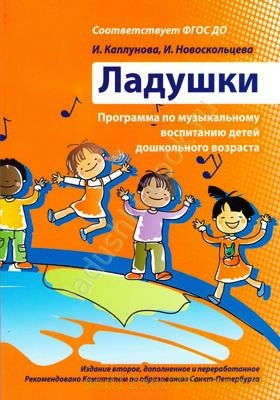 Соответствует ФГОС ДО
И. Каплунова, И. Новоскольцева
Ладушки
Программа по музыкальному
воспитанию детей
дошкольного возраста
Издание второе, дополненное и переработанное
Рекомендовано Комитетом по образованию Санкт-Петербурга